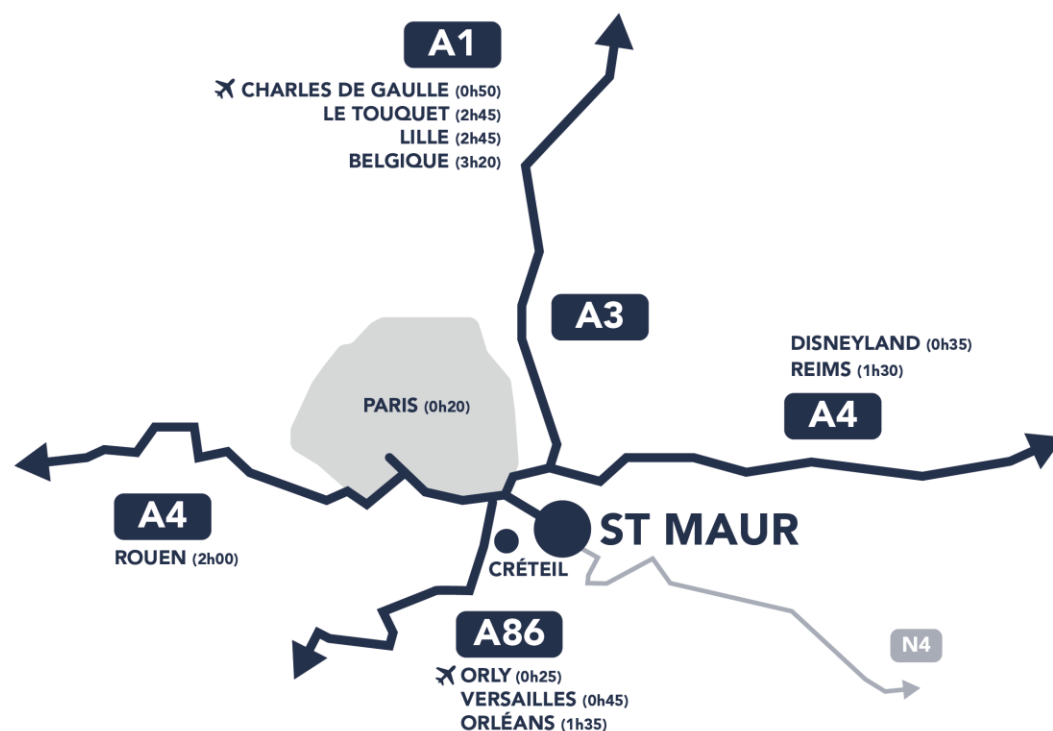 A1
CHARLES DE GAULLE (0h50)
LE TOUQUET (2h45)
LILLE (2h45)
BELGIQUE (3h20)
A3
DISNEYLAND (0h35)
REIMS (1h30)
A4
PARIS (0h20)
A4
ROUEN (2h00)
ST MAUR
CRÉTEIL
A86
ORLY (0h25)
VERSAILLES (0h45)
ORLÉANS (1h35)
N4